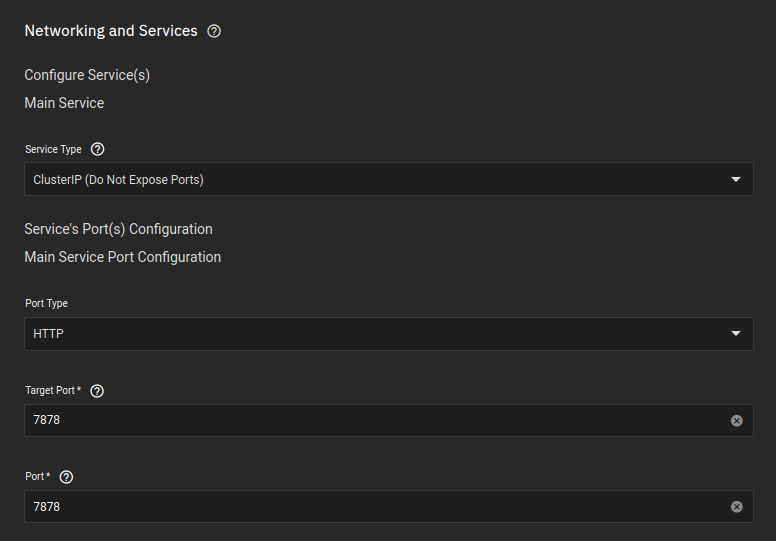 Networking and Services
Configure Service(s)
Main Service
Service Type
ClusterIP (Do Not Expose Ports)
Service's Port(s) Configuration
Main Service Port Configuration
Port Type
HTTP
Target Port *
7878
Port *
7878